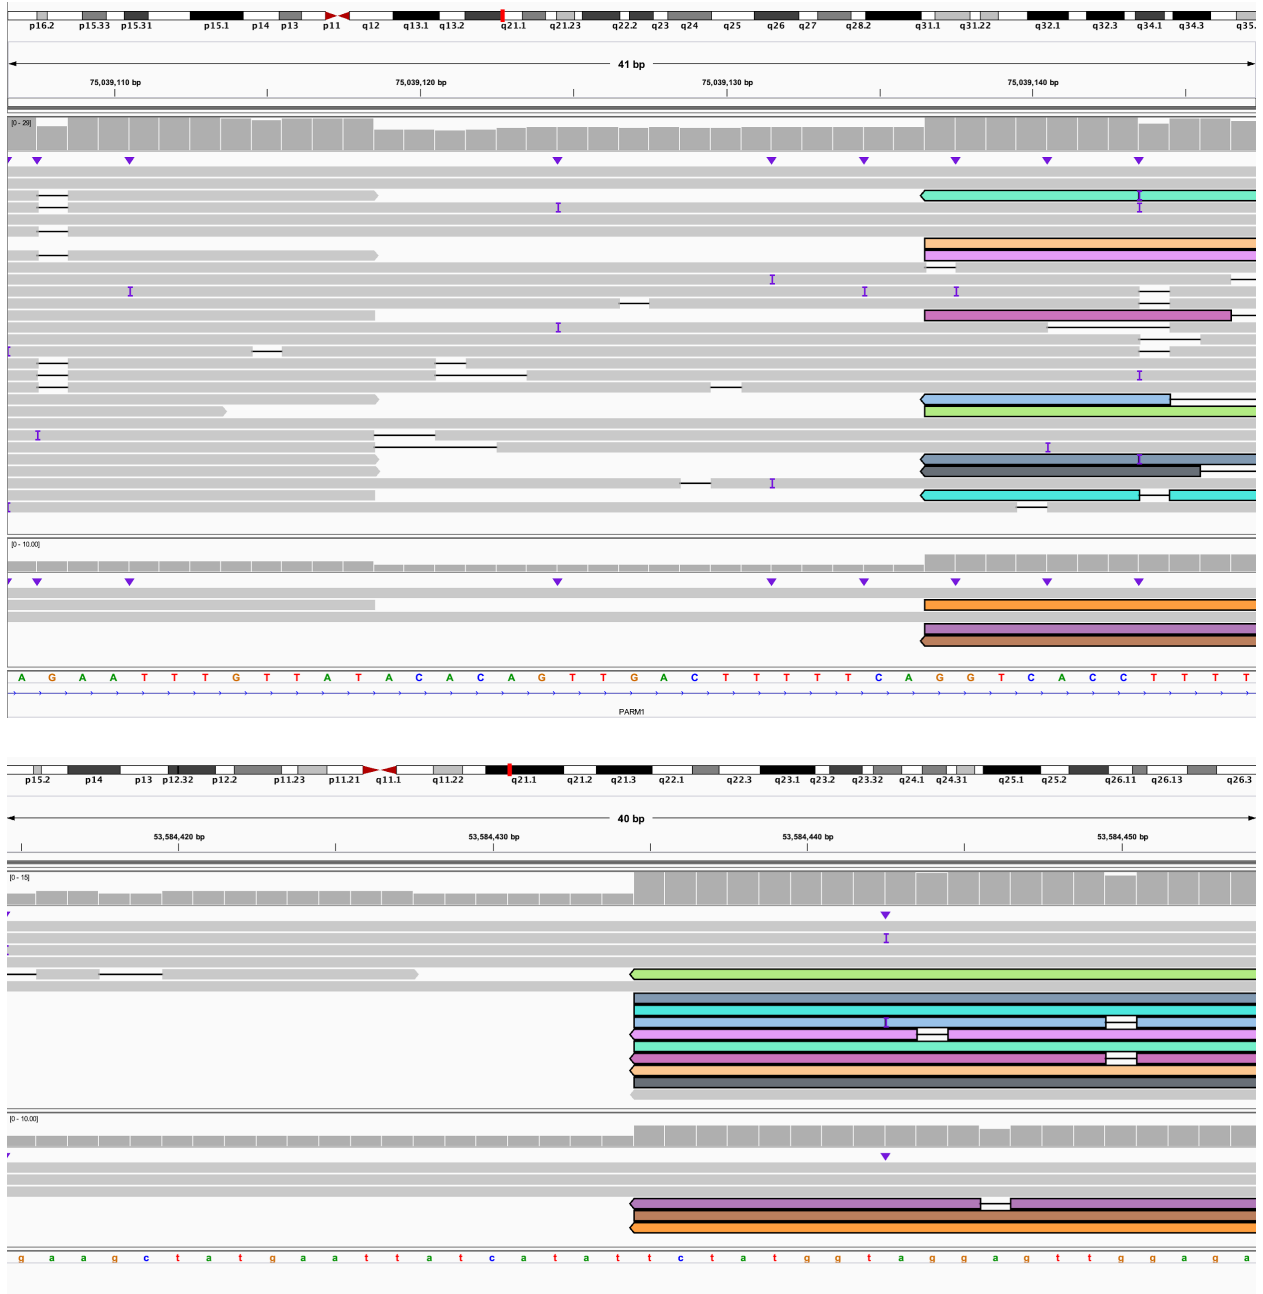 p16.2 p15.33 p15.31 p15.1 p14 p13 p11 q12 q13.1 q13.2 q21.1 q21.23 q22.2 q23 q24 q25 q26 q27 q28.2 q31.1 q31.22 q32.1 q32.3 q34.1 q34.3 q35.
41 bp
75,039,110 bp 75,039,120 bp 75,039,130 bp 75,039,140 bp
[0 - 29]
[0 - 10.00]
A G A A T T T G T T A T A C A C A G T T G A C T T T T T C A G G T C A C C T T T T
PARM1
p15.2 p14 p13 p12.32 p12.2 p11.23 p11.21 q11.1 q11.22 q21.1 q21.2 q21.3 q22.1 q22.3 q23.1 q23.2 q23.32 q24.1 q24.31 q25.1 q25.2 q26.11 q26.13 q26.3
40 bp
53,584,420 bp 53,584,430 bp 53,584,440 bp 53,584,450 bp
[0 - 15]
[0 - 10.00]
g a a g c t a t g a a t t a t c a t a t t c t a t g g t a g g a g t t g g a g a